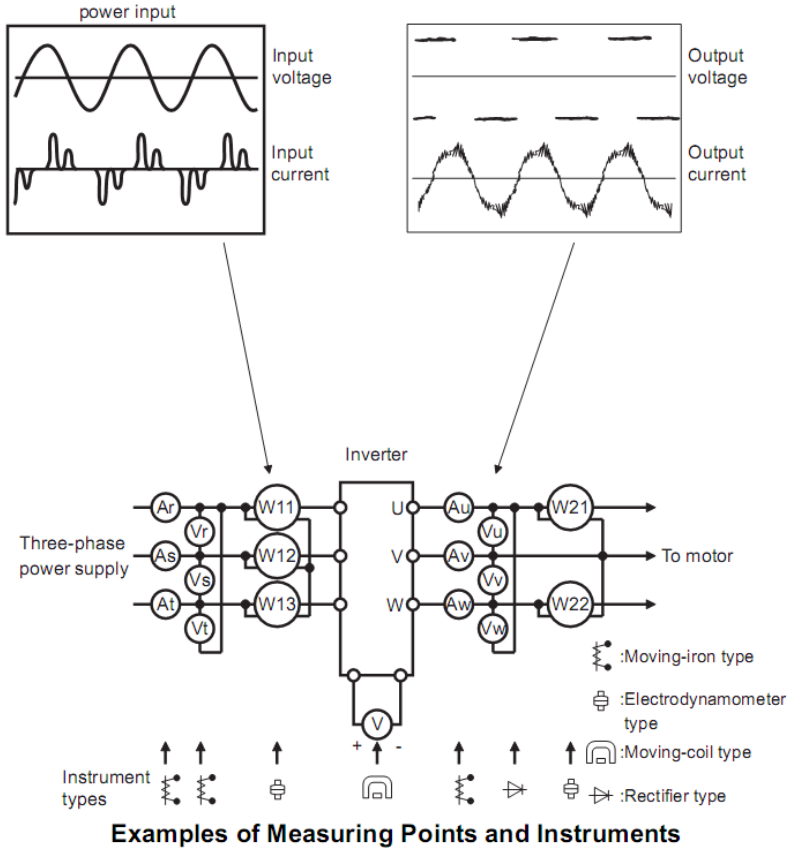 power input
Input
voltage
Input
current
Output
voltage
Output
current
Inverter
Three-phase
power supply
Ar
As
At
Vr
Vs
Vt
W11
W12
W13
U
V
W
Au
Av
Aw
Vu
Vv
Vw
W21
W22
To motor
V
+ -
:Moving-iron type
:Electrodynamometer
type
:Moving-coil type
:Rectifier type
Instrument
types
Examples of Measuring Points and Instruments